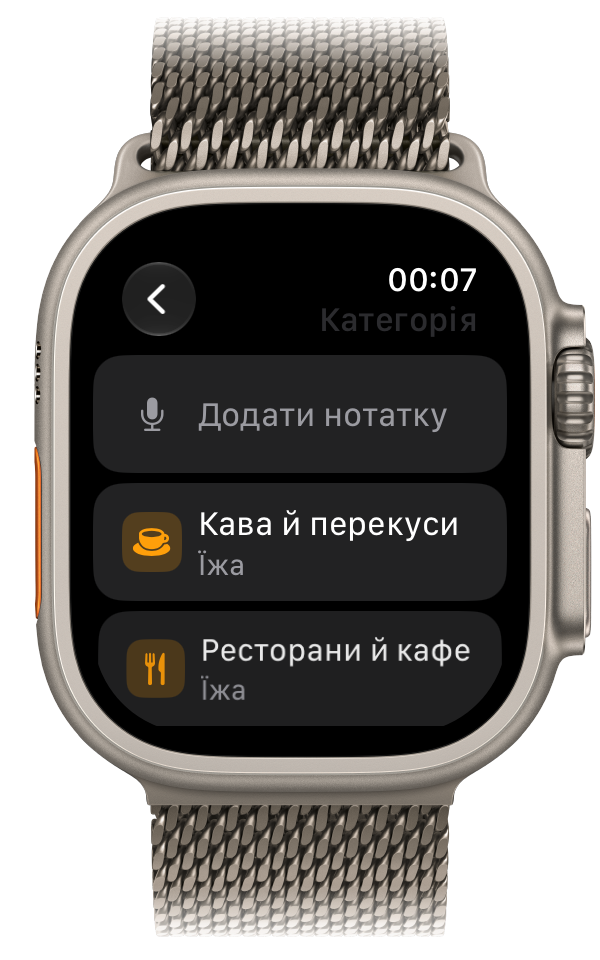 00:07
Категорія
Додати нотатку
Кава й перекуси
Їжа
Ресторани й кафе
Їжа